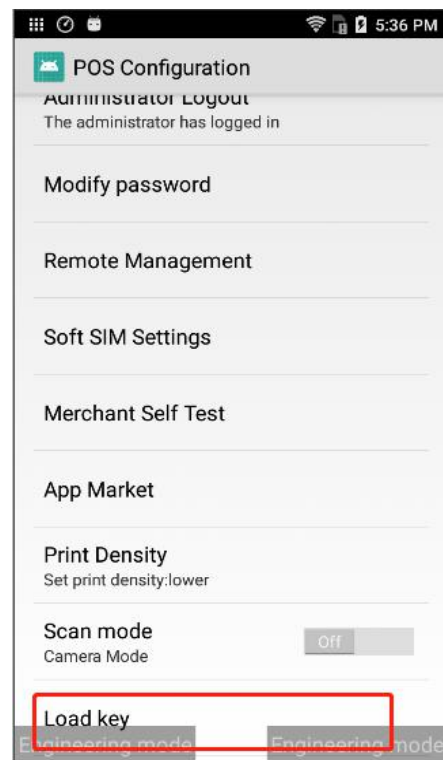 5:36 PM
POS Configuration
Administrator Logout
The administrator has logged in
Modify password
Remote Management
Soft SIM Settings
Merchant Self Test
App Market
Print Density
Set print density:lower
Scan mode
Off
Camera Mode
Load key
Engineering mode Engineering mode